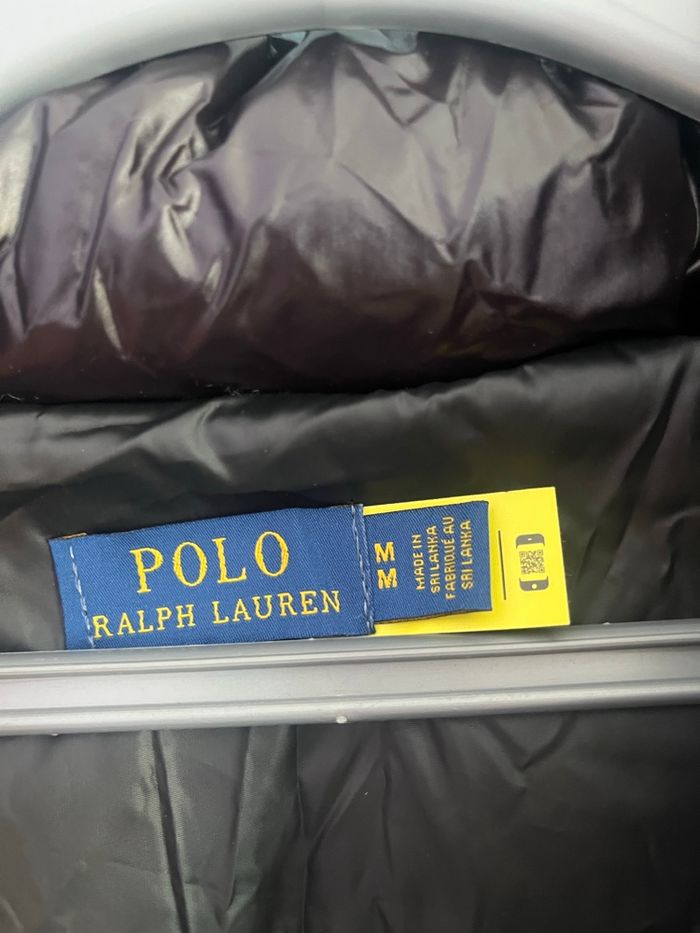 POLO
RALPH LAUREN
M
M
MADE IN
SRI LANKA
FABRIQUÉ AU
SRI LANKA